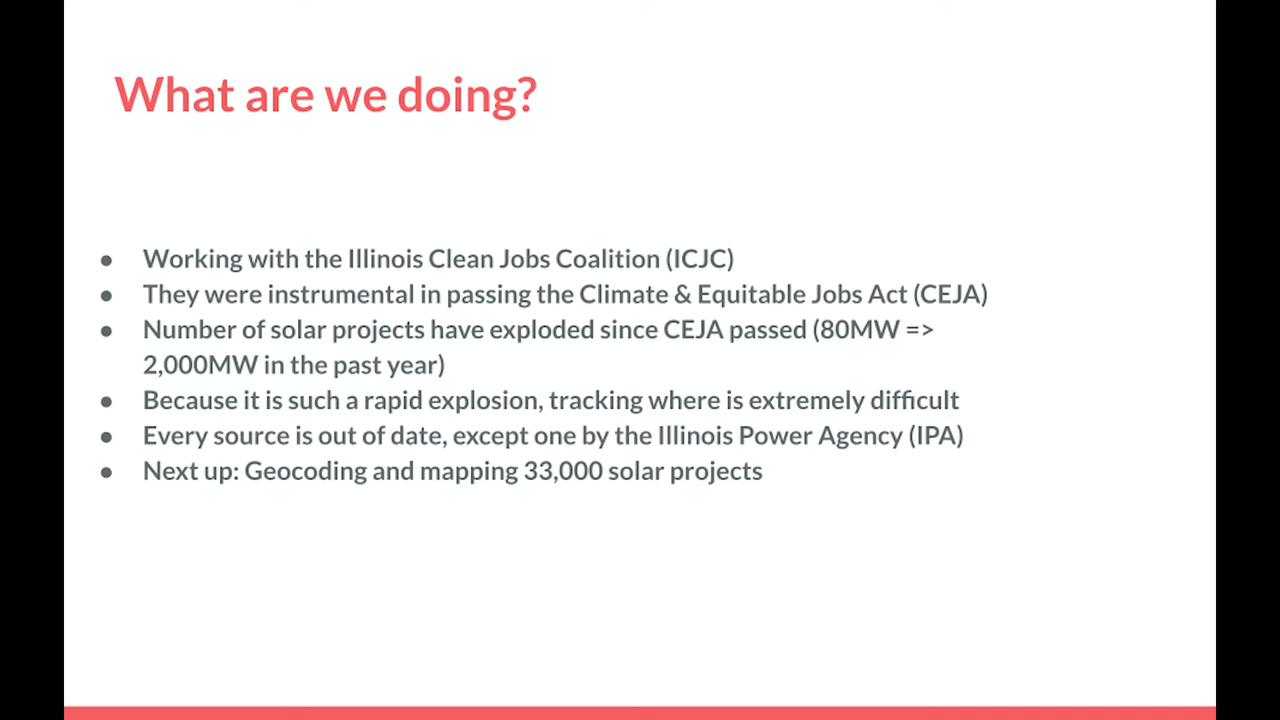 What are we doing?
● Working with the Illinois Clean Jobs Coalition (ICJC)
● They were instrumental in passing the Climate & Equitable Jobs Act (CEJA)
● Number of solar projects have exploded since CEJA passed (80MW =>
2,000MW in the past year)
● Because it is such a rapid explosion, tracking where is extremely difficult
● Every source is out of date, except one by the Illinois Power Agency (IPA)
● Next up: Geocoding and mapping 33,000 solar projects